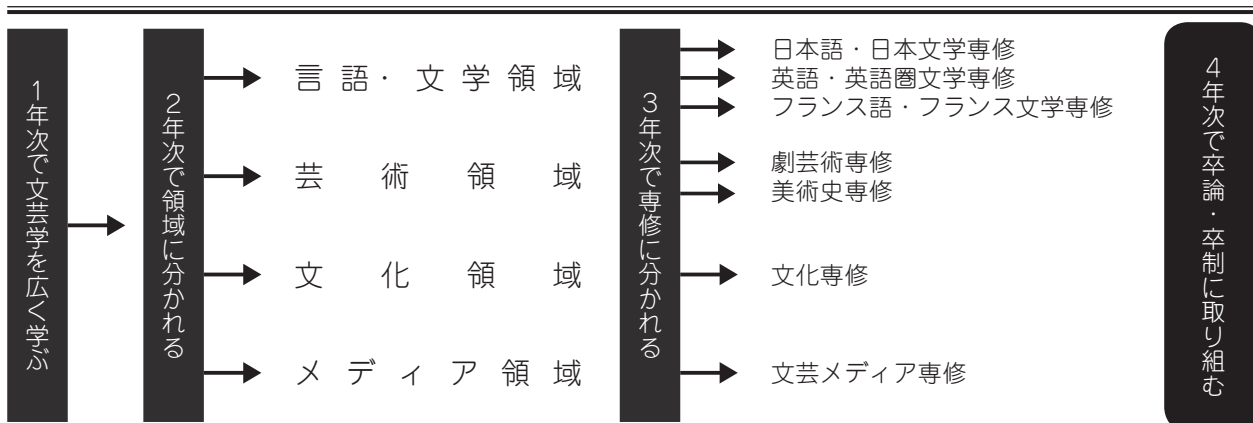 1年次で文芸学を広く学ぶ
2年次で領域に分かれる
言語・文学領域
芸術領域
文化領域
メディア領域
3年次で専修に分かれる
日本語・日本文学専修
英語・英語圏文学専修
フランス語・フランス文学専修
劇芸術専修
美術史専修
文化専修
文芸メディア専修
4年次で卒論・卒制に取り組む